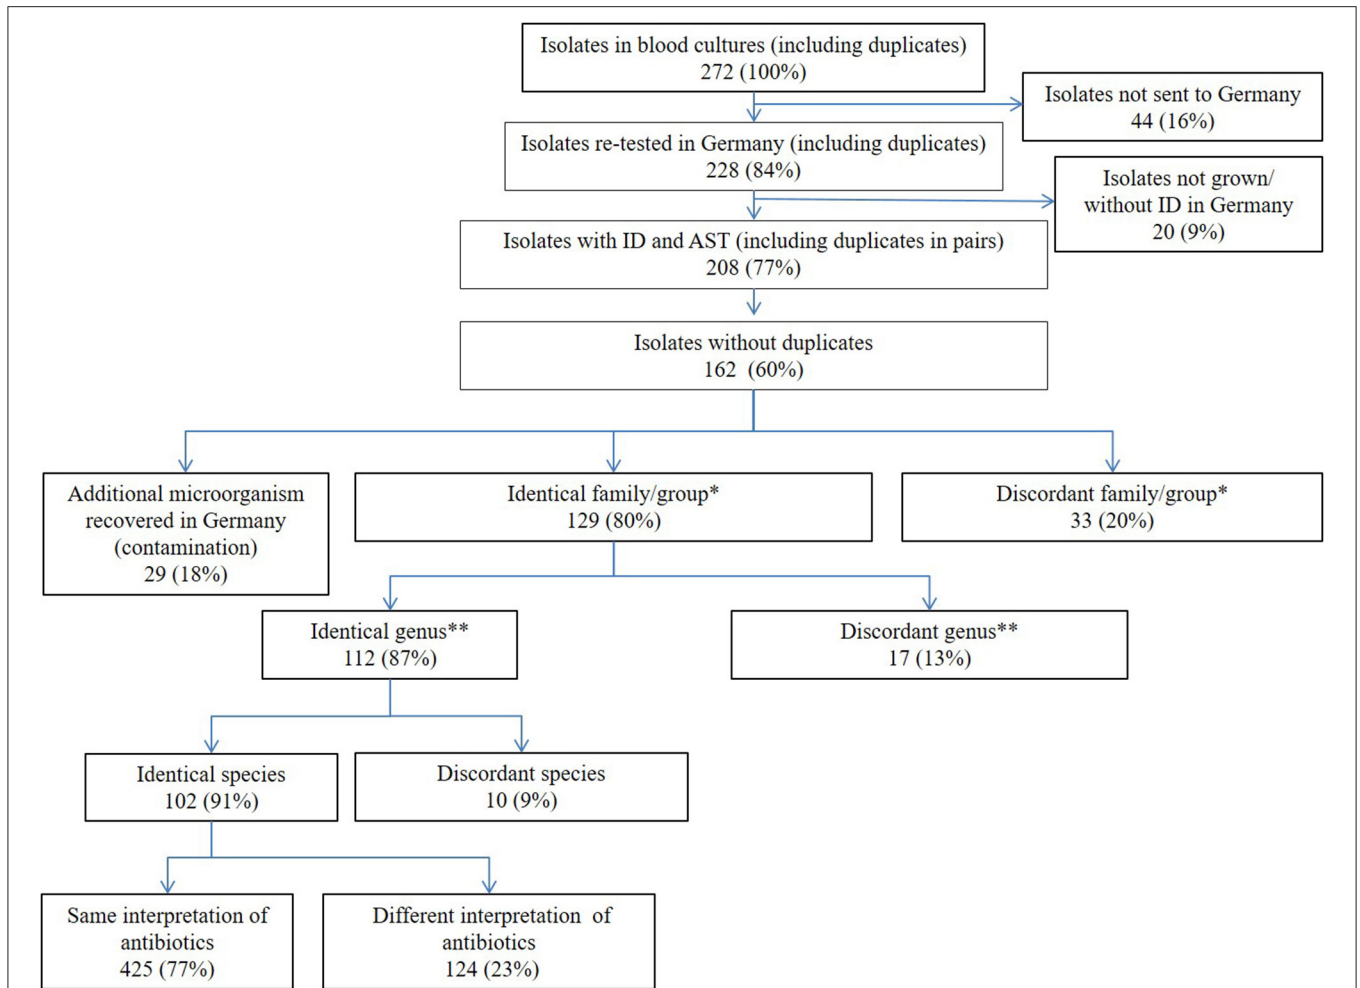 Isolates in blood cultures (including duplicates)
272 (100%)
Isolates not sent to Germany
44 (16%)
Isolates re-tested in Germany (including duplicates)
228 (84%)
Isolates not grown/
without ID in Germany
20 (9%)
Isolates with ID and AST (including duplicates in pairs)
208 (77%)
Isolates without duplicates
162 (60%)
Additional microorganism
recovered in Germany
(contamination)
29 (18%)
Identical family/group*
129 (80%)
Discordant family/group*
33 (20%)
Identical genus**
112 (87%)
Discordant genus**
17 (13%)
Identical species
102 (91%)
Discordant species
10 (9%)
Same interpretation of
antibiotics
425 (77%)
Different interpretation of
antibiotics
124 (23%)